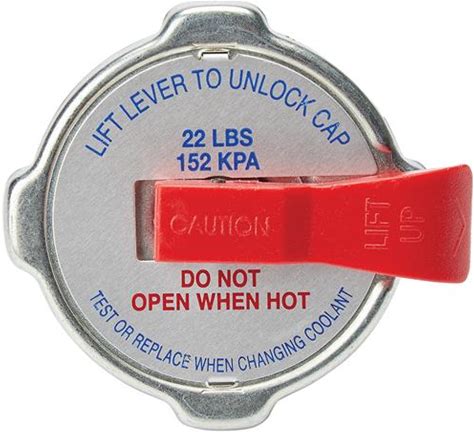 LIFT LEVER TO UNLOCK CAP
22 LBS
152 KPA
CAUTION
LIFT
UP
DO NOT
OPEN WHEN HOT
TEST OR REPLACE WHEN CHANGING COOLANT